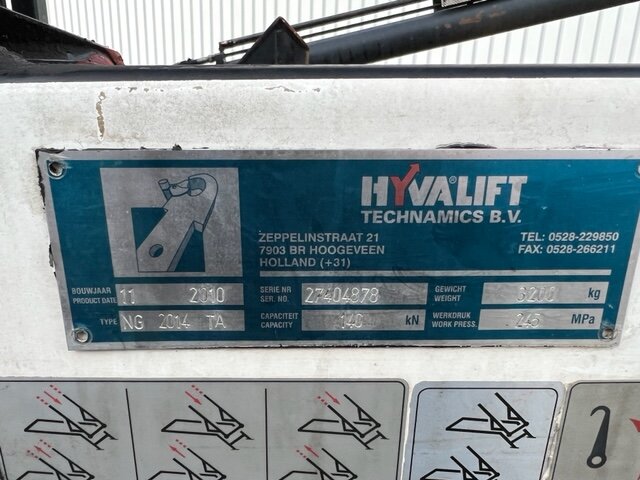 HYVALIFT
TECHNAMICS B.V.
ZEPPELINSTRAAT 21
7903 BR HOOGEVEEN
HOLLAND (+31)
TEL: 0528-229850
FAX: 0528-266211
BOUWJAAR
PRODUCT DATE 11 2010
SERIE NR
SER. NO. 27404878
GEWICHT
WEIGHT 3200 kg
TYPE NG 2014 TA
CAPACITEIT
CAPACITY 140 kN
WERKDRUK
WORK PRESS. 245 MPa